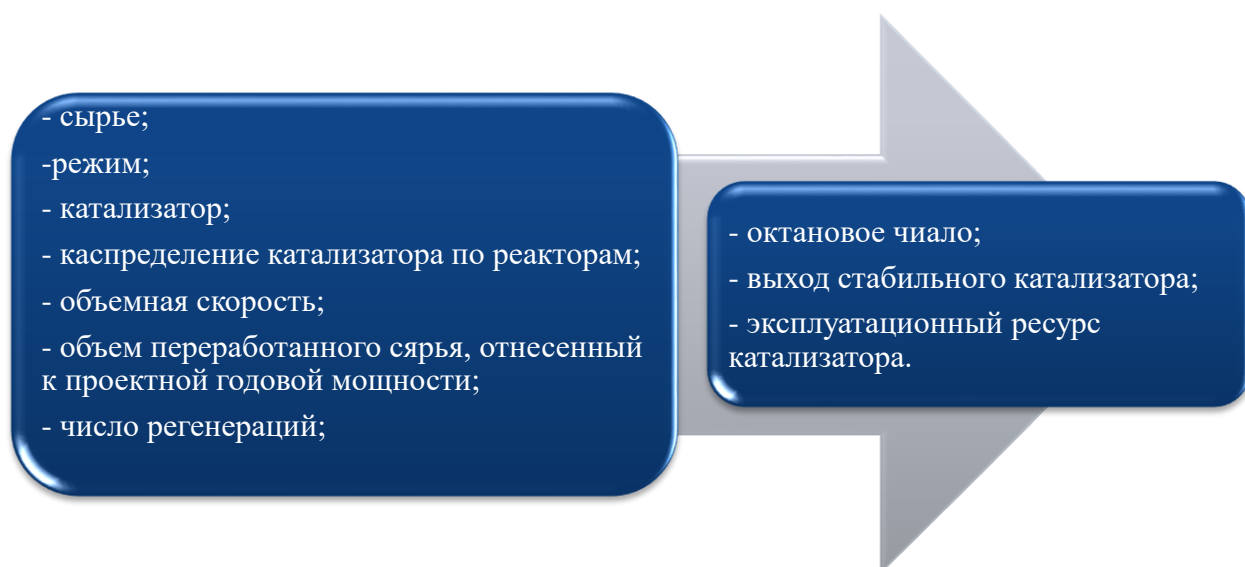 - сырье;
-режим;
- катализатор;
- каспределение катализатора по реакторам;
- объемная скорость;
- объем переработанного сярья, отнесенный
к проектной годовой мощности;
- число регенераций;
- октановое чиало;
- выход стабильного катализатора;
- эксплуатационный ресурс
катализатора.